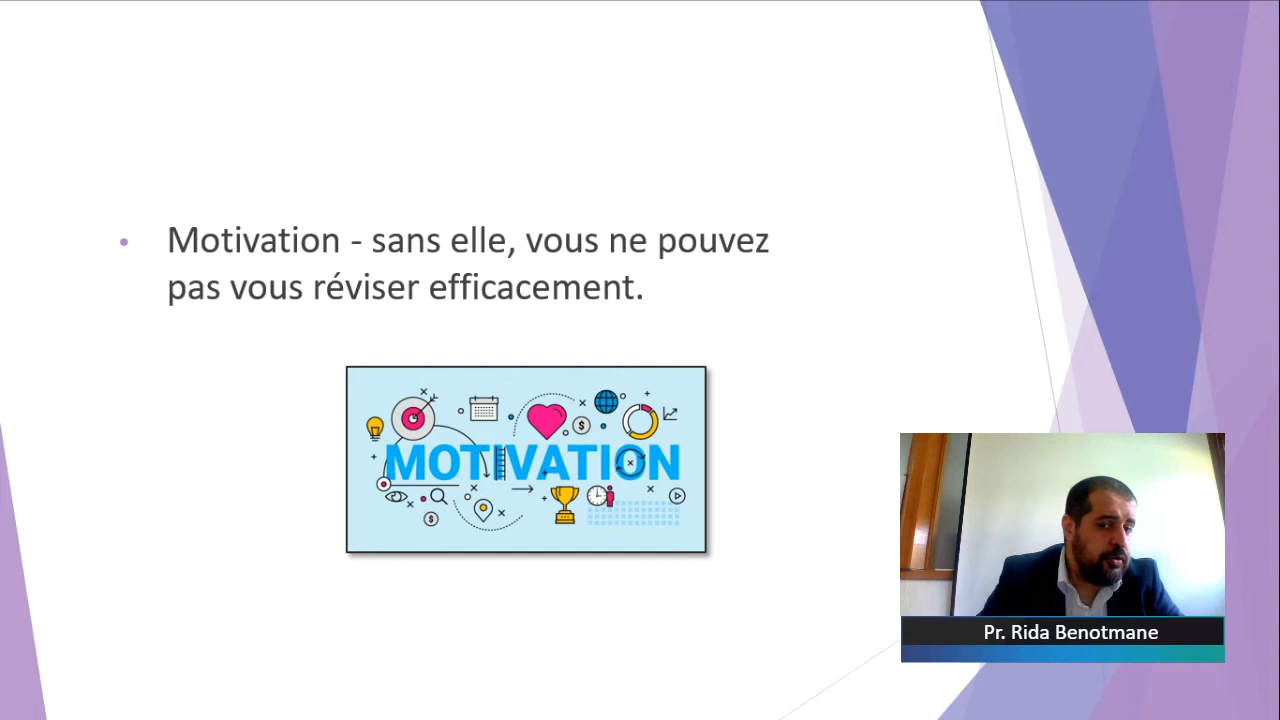 • Motivation - sans elle, vous ne pouvez
pas vous réviser efficacement.
MOTIVATION
Pr. Rida Benotmane